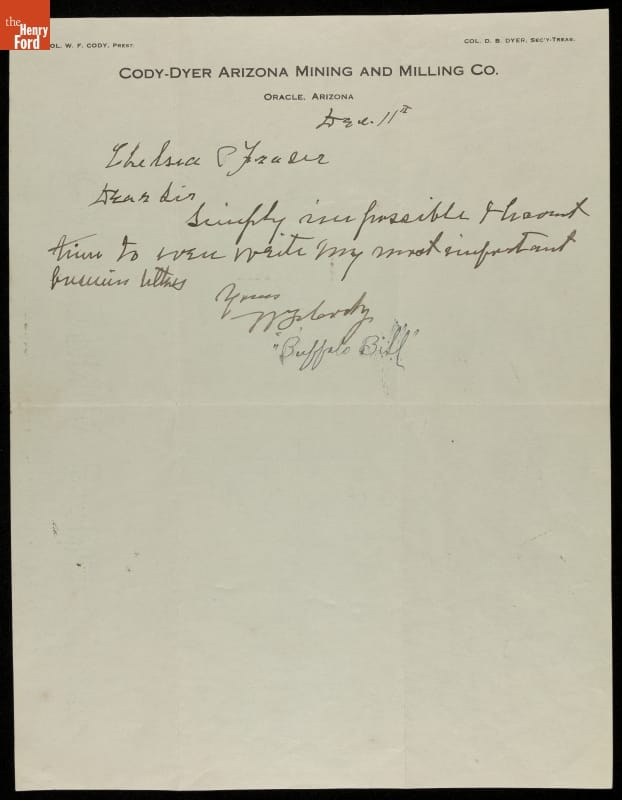 the
Henry
Ford
COL. W. F. CODY, PREST.
COL. D. B. DYER, SEC'Y-TREAS.
CODY-DYER ARIZONA MINING AND MILLING CO.
ORACLE, ARIZONA
Dec. 11th
Chelsea Fraser
Dear Sir
Simply impossible I havent
time to even write my most important
business letters
Yours
W F Cody
"Buffalo Bill"